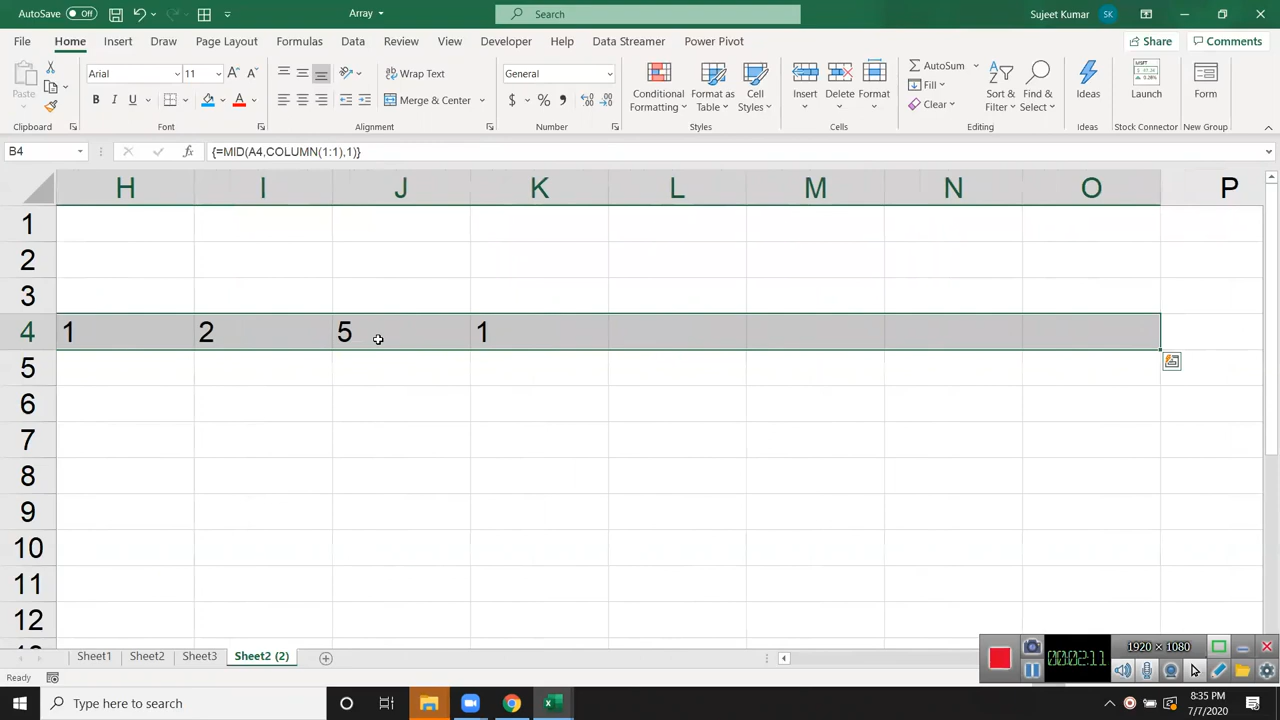 AutoSave Off Array Search Sujeet Kumar SK
File Home Insert Draw Page Layout Formulas Data Review View Developer Help Data Streamer Power Pivot Share Comments
Paste Arial 11 A A Wrap Text General Conditional Formatting Format as Table Cell Styles Insert Delete Format AutoSum Fill Clear Sort & Filter Find & Select Ideas Launch Form
B I U A Merge & Center $ % , .00
Clipboard Font Alignment Number Styles Cells Editing Ideas Stock Connector New Group
B4 fx {=MID(A4,COLUMN(1:1),1)}
H I J K L M N O P
1
2
3
4 1 2 5 1
5
6
7
8
9
10
11
12
Sheet1 Sheet2 Sheet3 Sheet2 (2)
1920 × 1080
00:02:11
Ready
Type here to search
8:35 PM
7/7/2020